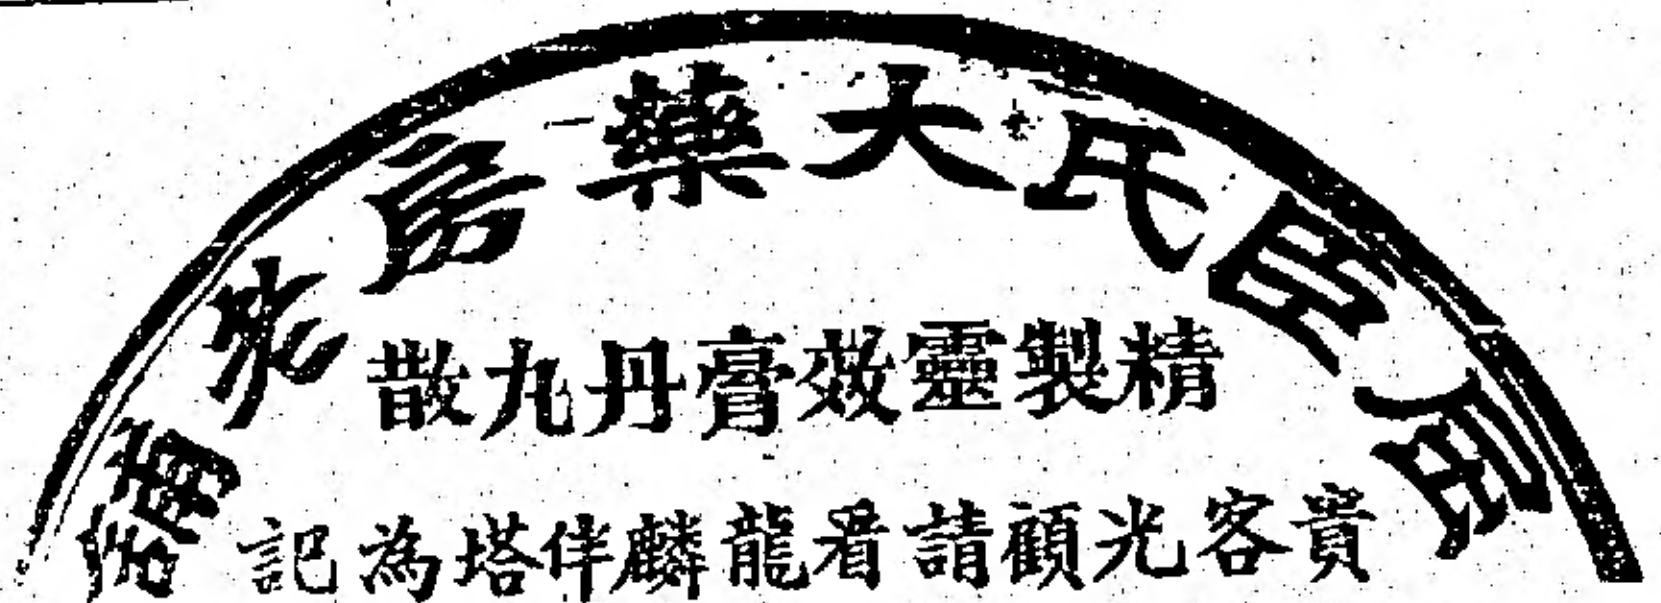 屈臣氏大藥房
精製靈效膏丹丸散
貴客光顧請看龍麟伴塔為記